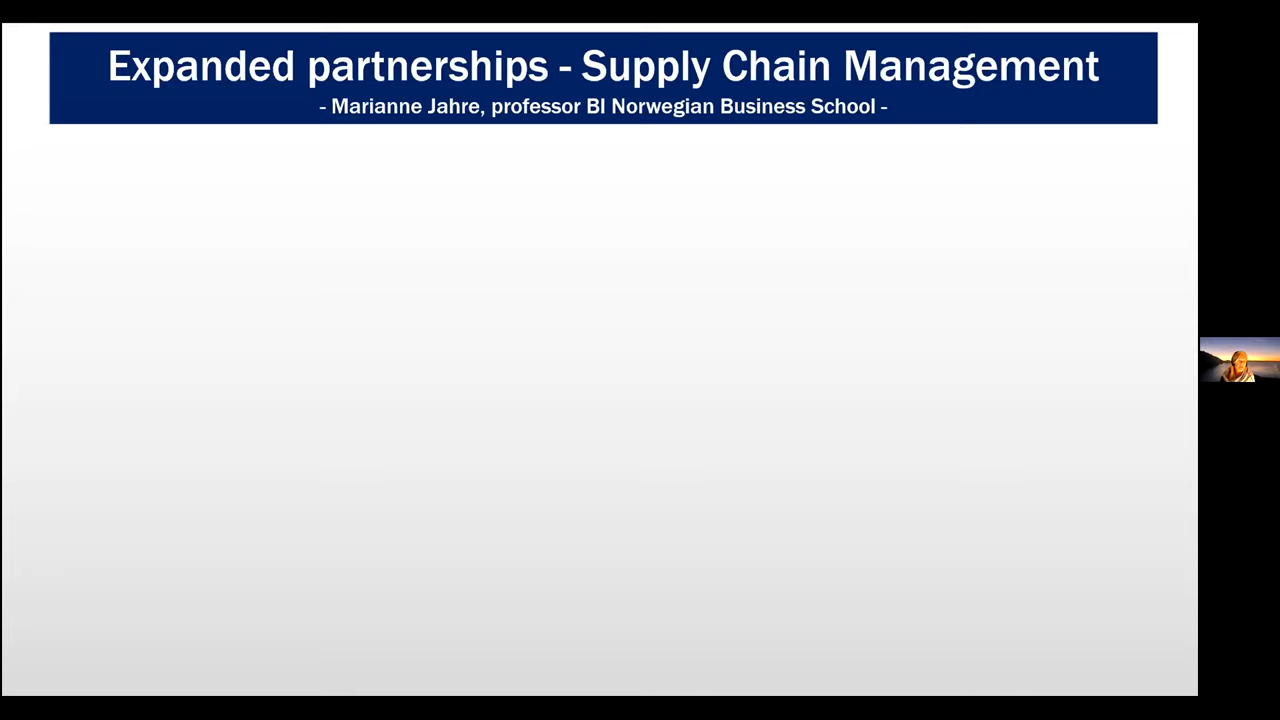 Expanded partnerships - Supply Chain Management
- Marianne Jahre, professor BI Norwegian Business School -